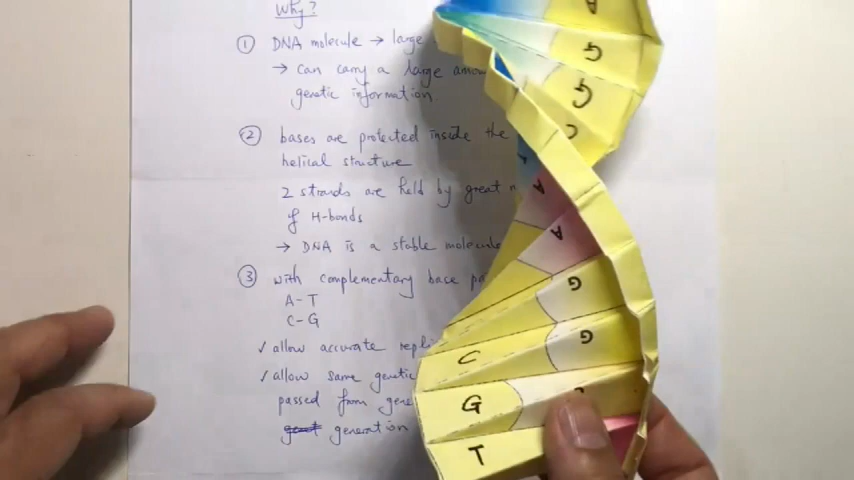 Why?
① DNA molecule → large
→ can carry a large amou
genetic information
② bases are protected inside the
helical structure
2 strands are held by great n
of H-bonds
→ DNA is a stable molecule
③ with complementary base pa
A-T
C-G
✓ allow accurate repli
✓ allow same genetic
passed from gene
generation
A
G
G
C
A
A
G
G
C
G
T